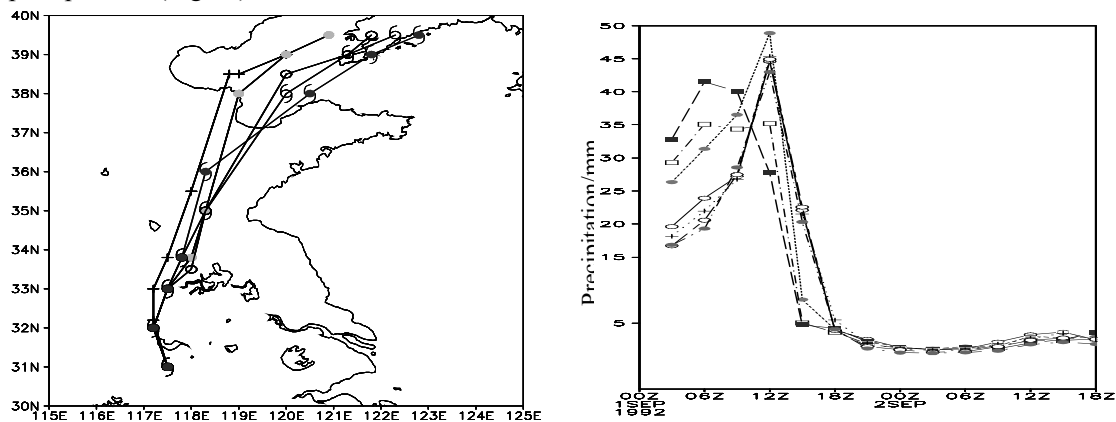 40N
39N
38N
37N
36N
35N
34N
33N
32N
31N
30N
115E 116E 117E 118E 119E 120E 121E 122E 123E 124E 125E
Precipitation/mm
50
45
40
35
30
25
20
15
5
00Z 06Z 12Z 18Z 00Z 06Z 12Z 18Z
1SEP 2SEP
1992